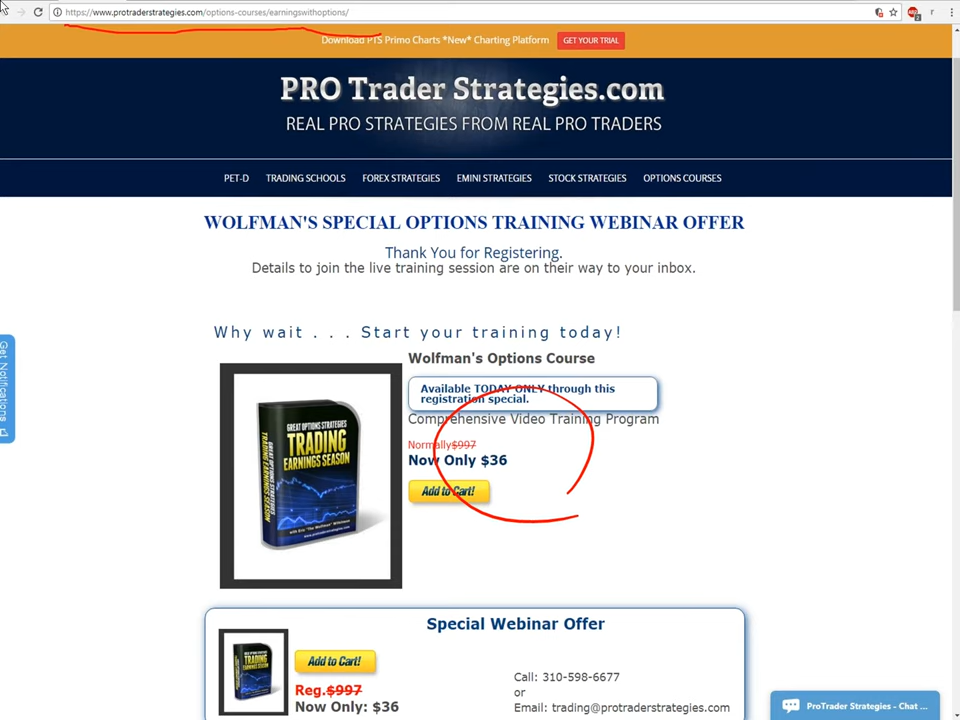 https://www.protraderstrategies.com/options-courses/earningswithoptions/
Download PTS Primo Charts *New* Charting Platform GET YOUR TRIAL
PRO Trader Strategies.com
REAL PRO STRATEGIES FROM REAL PRO TRADERS
PET-D TRADING SCHOOLS FOREX STRATEGIES EMINI STRATEGIES STOCK STRATEGIES OPTIONS COURSES
WOLFMAN'S SPECIAL OPTIONS TRAINING WEBINAR OFFER
Thank You for Registering.
Details to join the live training session are on their way to your inbox.
Why wait . . . Start your training today!
Get Notifications
GREAT OPTIONS STRATEGIES
TRADING
EARNINGS SEASON
TRADING EARNINGS SEASON
Wolfman's Options Course
Available TODAY ONLY through this
registration special.
Comprehensive Video Training Program
Normally $997
Now Only $36
Add to Cart!
Special Webinar Offer
TRADING
EARNINGS SEASON
Add to Cart!
Reg. $997
Now Only: $36
Call: 310-598-6677
or
Email: trading@protraderstrategies.com
ProTrader Strategies - Chat ...